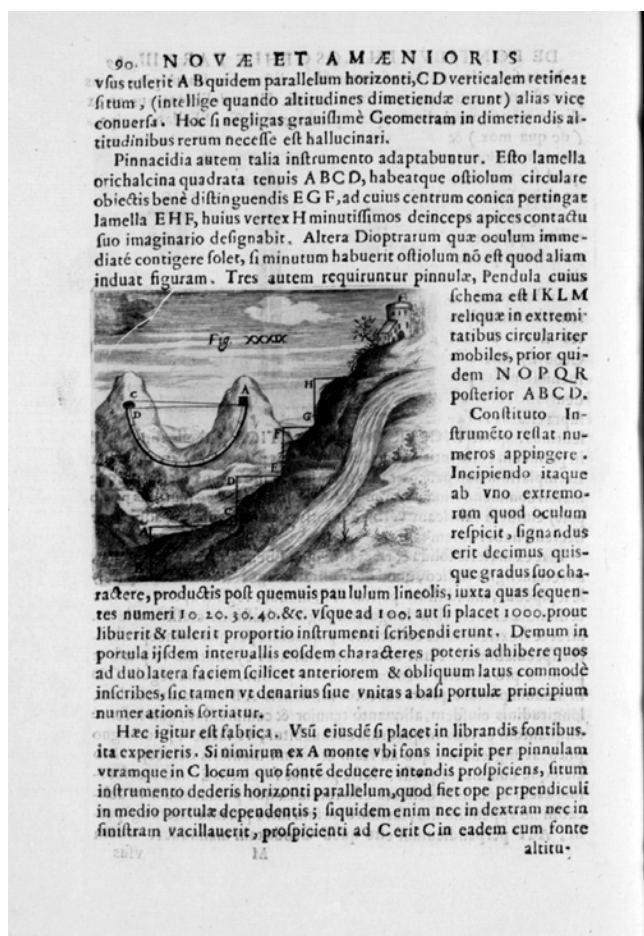 90. NOVÆ ET AMÆNIORIS
vſus tulerit A B quidem parallelum horizonti, C D verticalem retineat
ſitum, (intellige quando altitudines dimetiendæ erunt) alias vice
conuerſa. Hoc ſi negligas grauiſſimè Geometram in dimetiendis al-
titudinibus rerum neceſſe eſt hallucinari.
Pinnacidia autem talia inſtrumento adaptabuntur. Eſto lamella
orichalcina quadrata tenuis A B C D, habeatque oſtiolum circulare
obiectis benè diſtinguendis E G F, ad cuius centrum conica pertingat
lamella E H F, huius vertex H minutiſſimos deinceps apices contactu
ſuo imaginario deſignabit. Altera Dioptrarum quæ oculum imme-
diatè contigere ſolet, ſi minutum habuerit oſtiolum nõ eſt quod aliam
induat figuram. Tres autem requiruntur pinnulæ, Pendula cuius
ſchema eſt I K L M
reliquæ in extremi-
tatibus circulariter
mobiles, prior qui-
dem N O P Q R
poſterior A B C D.
Conſtituto In-
ſtrumẽto reſtat nu-
meros appingere.
Incipiendo itaque
ab vno extremo-
rum quod oculum
reſpicit, ſignandus
erit decimus quis-
que gradus ſuo cha-
Fig. XXXIX
C
D
A
H
G
F
E
D
C
A
ractere, productis poſt quemuis pau lulum lineolis, iuxta quas ſequen-
tes numeri 10. 20. 30. 40. &c. vſque ad 100. aut ſi placet 1000. prout
libuerit & tulerit proportio inſtrumenti ſcribendi erunt. Demum in
portula ijſdem interuallis eoſdem characteres poteris adhibere quos
ad duo latera faciem ſcilicet anteriorem & obliquum latus commodè
inſcribes, ſic tamen vt denarius ſiue vnitas a baſi portulæ principium
numer ationis ſortiatur.
Hæc igitur eſt fabrica. Vſũ eiuſdẽ ſi placet in librandis fontibus.
ita experieris. Si nimirum ex A monte vbi fons incipit per pinnulam
vtramque in C locum quo fontẽ deducere intendis proſpiciens, ſitum
inſtrumento dederis horizonti parallelum, quod fiet ope perpendiculi
in medio portulæ dependentis; ſiquidem enim nec in dextram nec in
ſiniſtram vacillauerit, proſpicienti ad C erit C in eadem cum fonte
altitu-